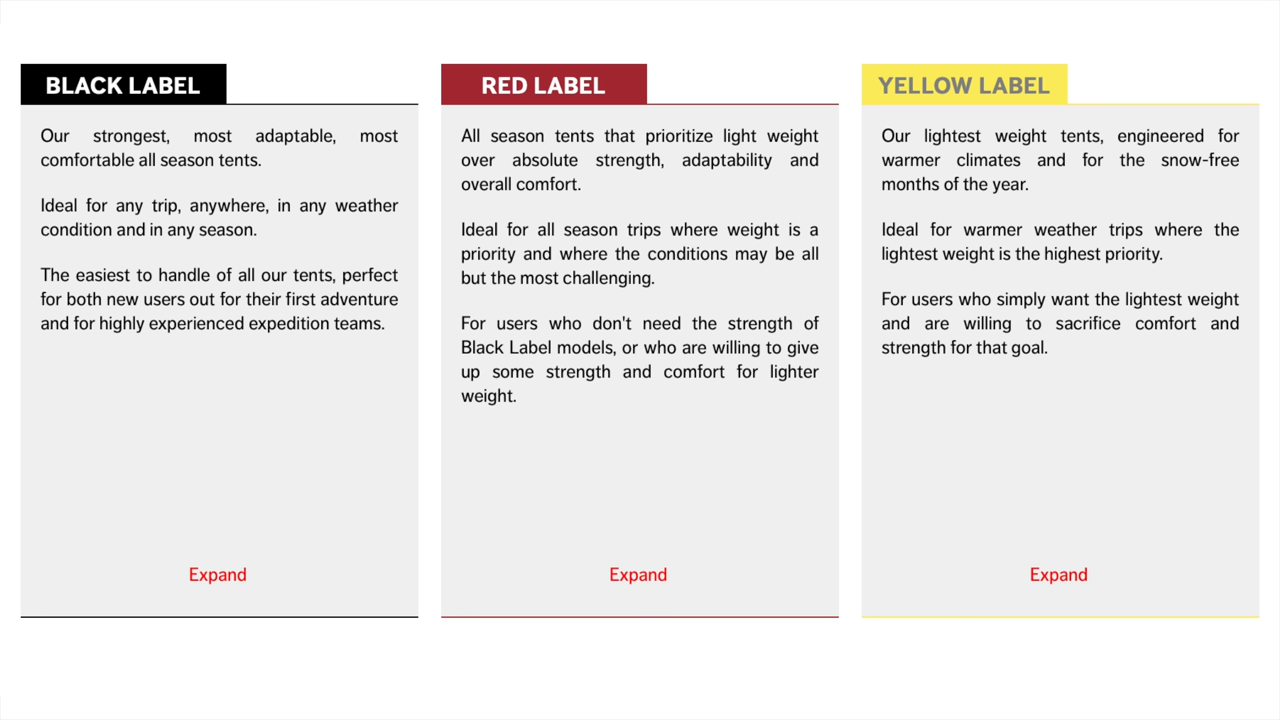 BLACK LABEL
Our strongest, most adaptable, most
comfortable all season tents.
Ideal for any trip, anywhere, in any weather
condition and in any season.
The easiest to handle of all our tents, perfect
for both new users out for their first adventure
and for highly experienced expedition teams.
Expand
RED LABEL
All season tents that prioritize light weight
over absolute strength, adaptability and
overall comfort.
Ideal for all season trips where weight is a
priority and where the conditions may be all
but the most challenging.
For users who don't need the strength of
Black Label models, or who are willing to give
up some strength and comfort for lighter
weight.
Expand
YELLOW LABEL
Our lightest weight tents, engineered for
warmer climates and for the snow-free
months of the year.
Ideal for warmer weather trips where the
lightest weight is the highest priority.
For users who simply want the lightest weight
and are willing to sacrifice comfort and
strength for that goal.
Expand